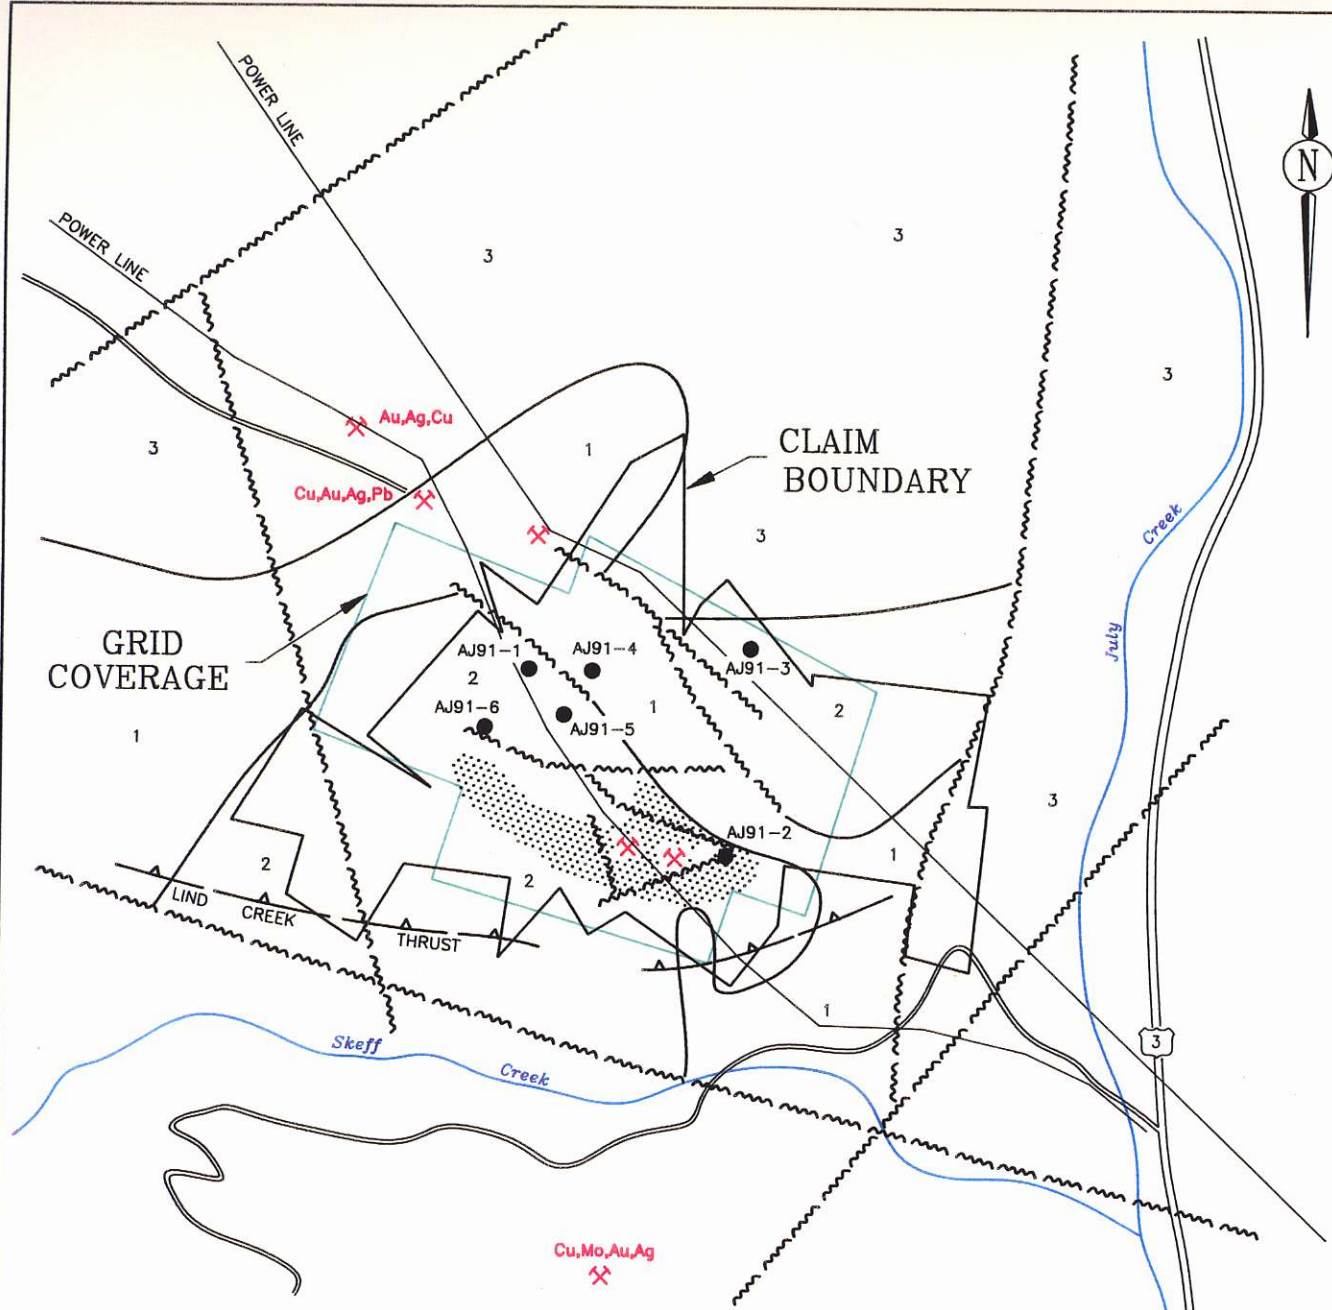 POWER LINE
N
POWER LINE
3
3
3
Au,Ag,Cu
3
1
CLAIM
BOUNDARY
Cu,Au,Ag,Pb
3
Creek
July
GRID
COVERAGE
AJ91-1
AJ91-4
AJ91-3
2
AJ91-6
AJ91-5
1
2
1
3
AJ91-2
1
2
2
LIND
CREEK
THRUST
1
Skeff
Creek
3
Cu,Mo,Au,Ag